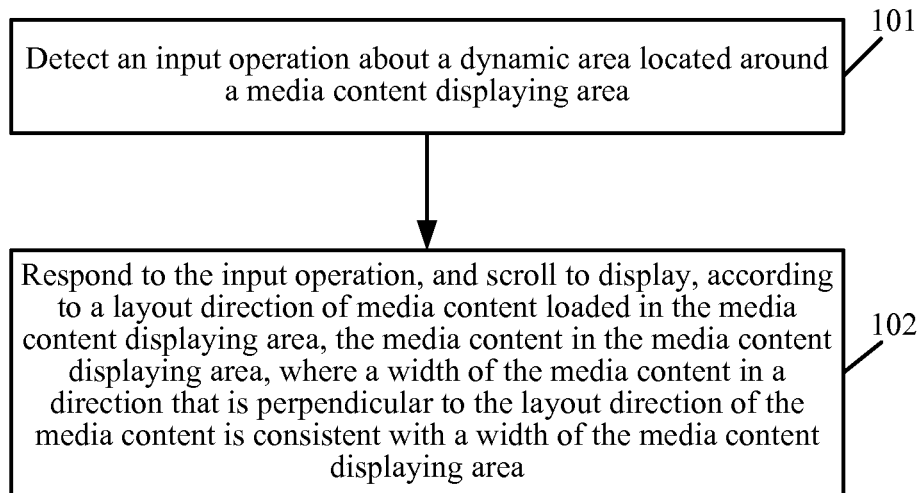 101
Detect an input operation about a dynamic area located around
a media content displaying area
Respond to the input operation, and scroll to display, according
to a layout direction of media content loaded in the media
content displaying area, the media content in the media content
displaying area, where a width of the media content in a
direction that is perpendicular to the layout direction of the
media content is consistent with a width of the media content
displaying area
102